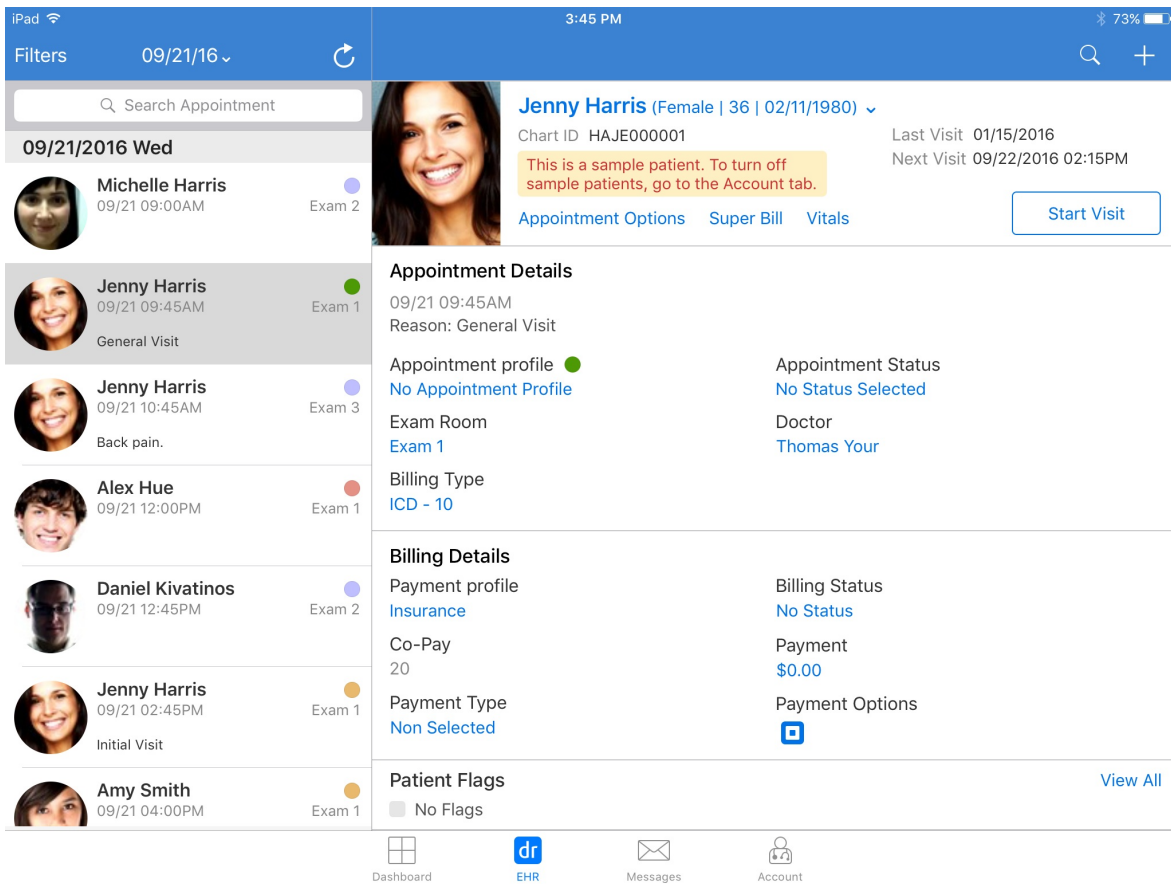 iPad 3:45 PM 73%
Filters 09/21/16
Search Appointment
09/21/2016 Wed
Michelle Harris
09/21 09:00AM Exam 2
Jenny Harris
09/21 09:45AM Exam 1
General Visit
Jenny Harris
09/21 10:45AM Exam 3
Back pain.
Alex Hue
09/21 12:00PM Exam 1
Daniel Kivatinos
09/21 12:45PM Exam 2
Jenny Harris
09/21 02:45PM Exam 1
Initial Visit
Amy Smith
09/21 04:00PM Exam 1
Jenny Harris (Female | 36 | 02/11/1980)
Chart ID HAJE000001
Last Visit 01/15/2016
Next Visit 09/22/2016 02:15PM
This is a sample patient. To turn off
sample patients, go to the Account tab.
Appointment Options Super Bill Vitals
Start Visit
Appointment Details
09/21 09:45AM
Reason: General Visit
Appointment profile
No Appointment Profile
Appointment Status
No Status Selected
Exam Room
Exam 1
Doctor
Thomas Your
Billing Type
ICD - 10
Billing Details
Payment profile
Insurance
Billing Status
No Status
Co-Pay
20
Payment
$0.00
Payment Type
Non Selected
Payment Options
Patient Flags View All
No Flags
Dashboard
dr
EHR
Messages
Account